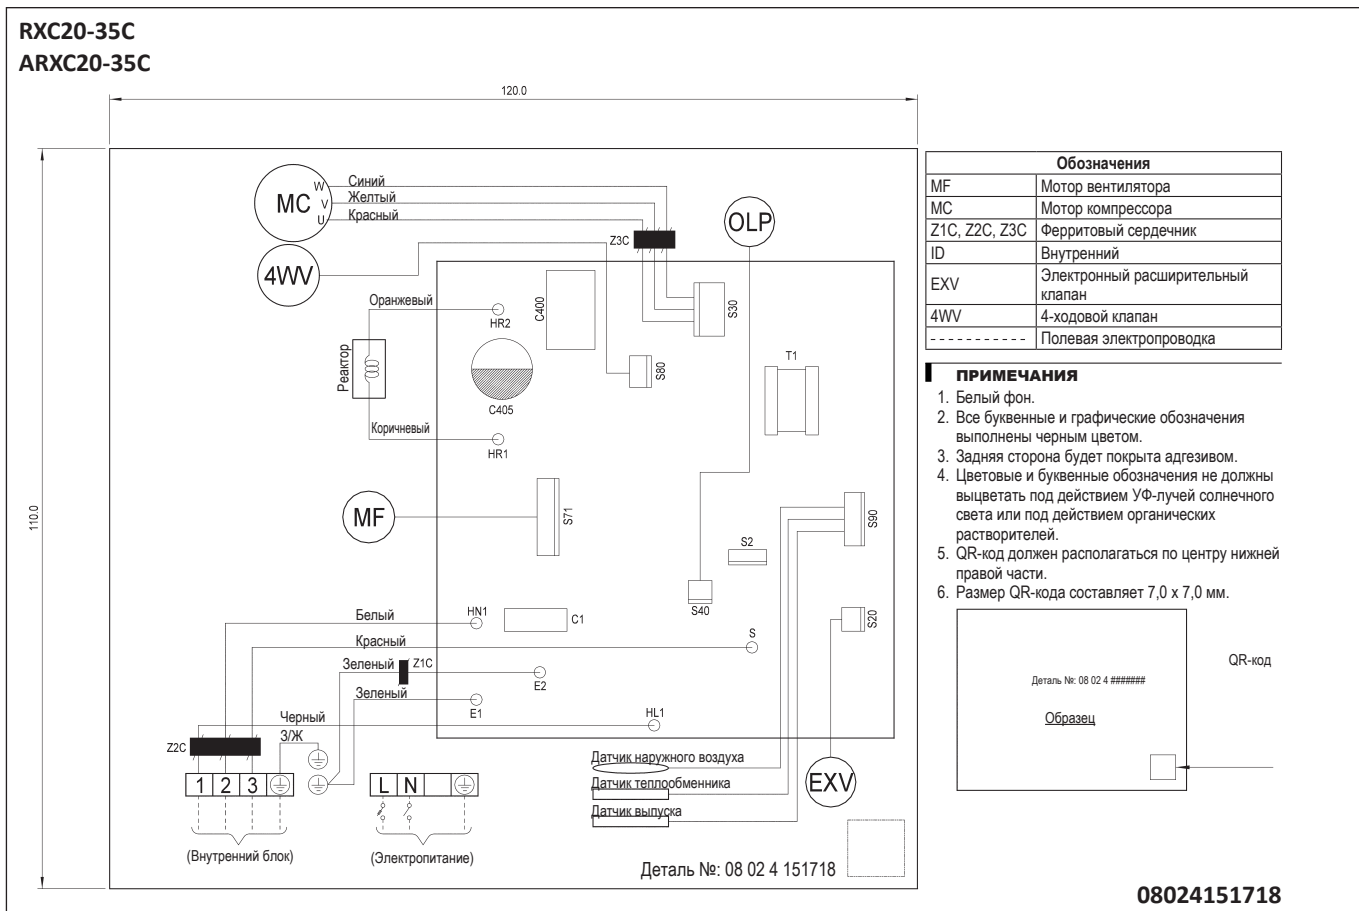 RXC20-35C
ARXC20-35C
120.0
110.0
MC
W
V
U
Синий
Желтый
Красный
Z3C
OLP
4WV
Оранжевый
HR2
C400
S30
Реактор
C405
S80
T1
Коричневый
HR1
MF
S71
S90
S2
S40
S20
Белый
HN1
C1
Красный
S
Зеленый
Z1C
E2
Зеленый
E1
Черный
HL1
З/Ж
Z2C
1 2 3
L N
(Внутренний блок)
(Электропитание)
Датчик наружного воздуха
Датчик теплообменника
Датчик выпуска
EXV
Деталь №: 08 02 4 151718
Обозначения
MF Мотор вентилятора
MC Мотор компрессора
Z1C, Z2C, Z3C Ферритовый сердечник
ID Внутренний
EXV Электронный расширительный
клапан
4WV 4-ходовой клапан
- - - - - - - - - - - Полевая электропроводка
ПРИМЕЧАНИЯ
1. Белый фон.
2. Все буквенные и графические обозначения
выполнены черным цветом.
3. Задняя сторона будет покрыта адгезивом.
4. Цветовые и буквенные обозначения не должны
выцветать под действием УФ-лучей солнечного
света или под действием органических
растворителей.
5. QR-код должен располагаться по центру нижней
правой части.
6. Размер QR-кода составляет 7,0 x 7,0 мм.
QR-код
Деталь №: 08 02 4 #######
Образец
08024151718